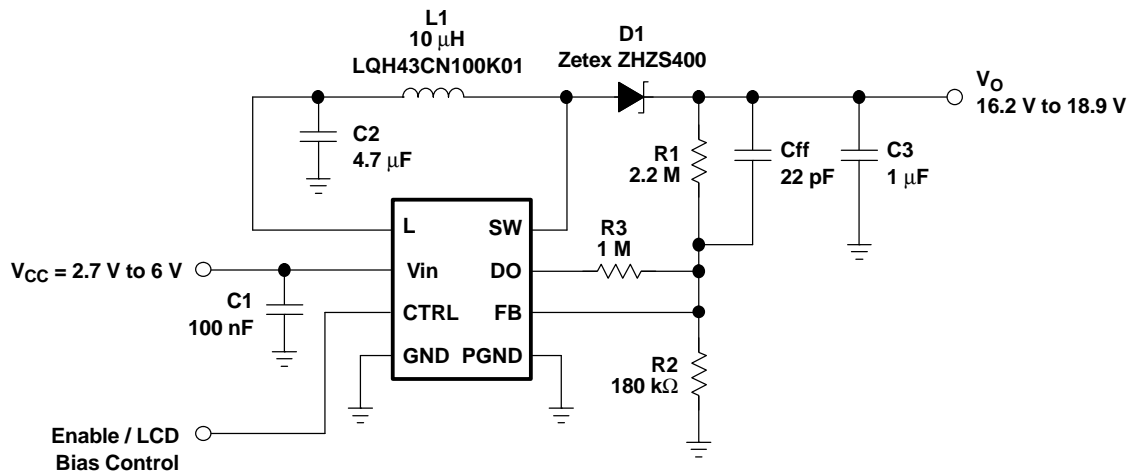 L1
10 μH
LQH43CN100K01
D1
Zetex ZHZS400
VO
16.2 V to 18.9 V
C2
4.7 μF
R1
2.2 M
Cff
22 pF
C3
1 μF
L
SW
R3
1 M
VCC = 2.7 V to 6 V
Vin
DO
C1
100 nF
CTRL
FB
GND
PGND
R2
180 kΩ
Enable / LCD
Bias Control